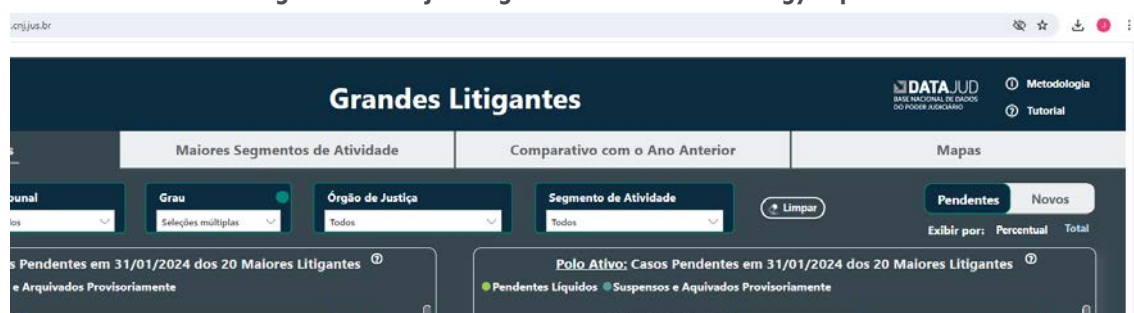 .cnj.jus.br
Grandes Litigantes
DATAJUD
BASE NACIONAL DE DADOS
DO PODER JUDICIÁRIO
Metodologia
Tutorial
Maiores Segmentos de Atividade
Comparativo com o Ano Anterior
Mapas
Grau
Órgão de Justiça
Segmento de Atividade
Seleções múltiplas
Todos
Todos
Limpar
Pendentes
Novos
Exibir por: Percentual Total
Pendentes em 31/01/2024 dos 20 Maiores Litigantes
e Arquivados Provisoriamente
Polo Ativo: Casos Pendentes em 31/01/2024 dos 20 Maiores Litigantes
Pendentes Líquidos Suspensos e Aquivados Provisoriamente